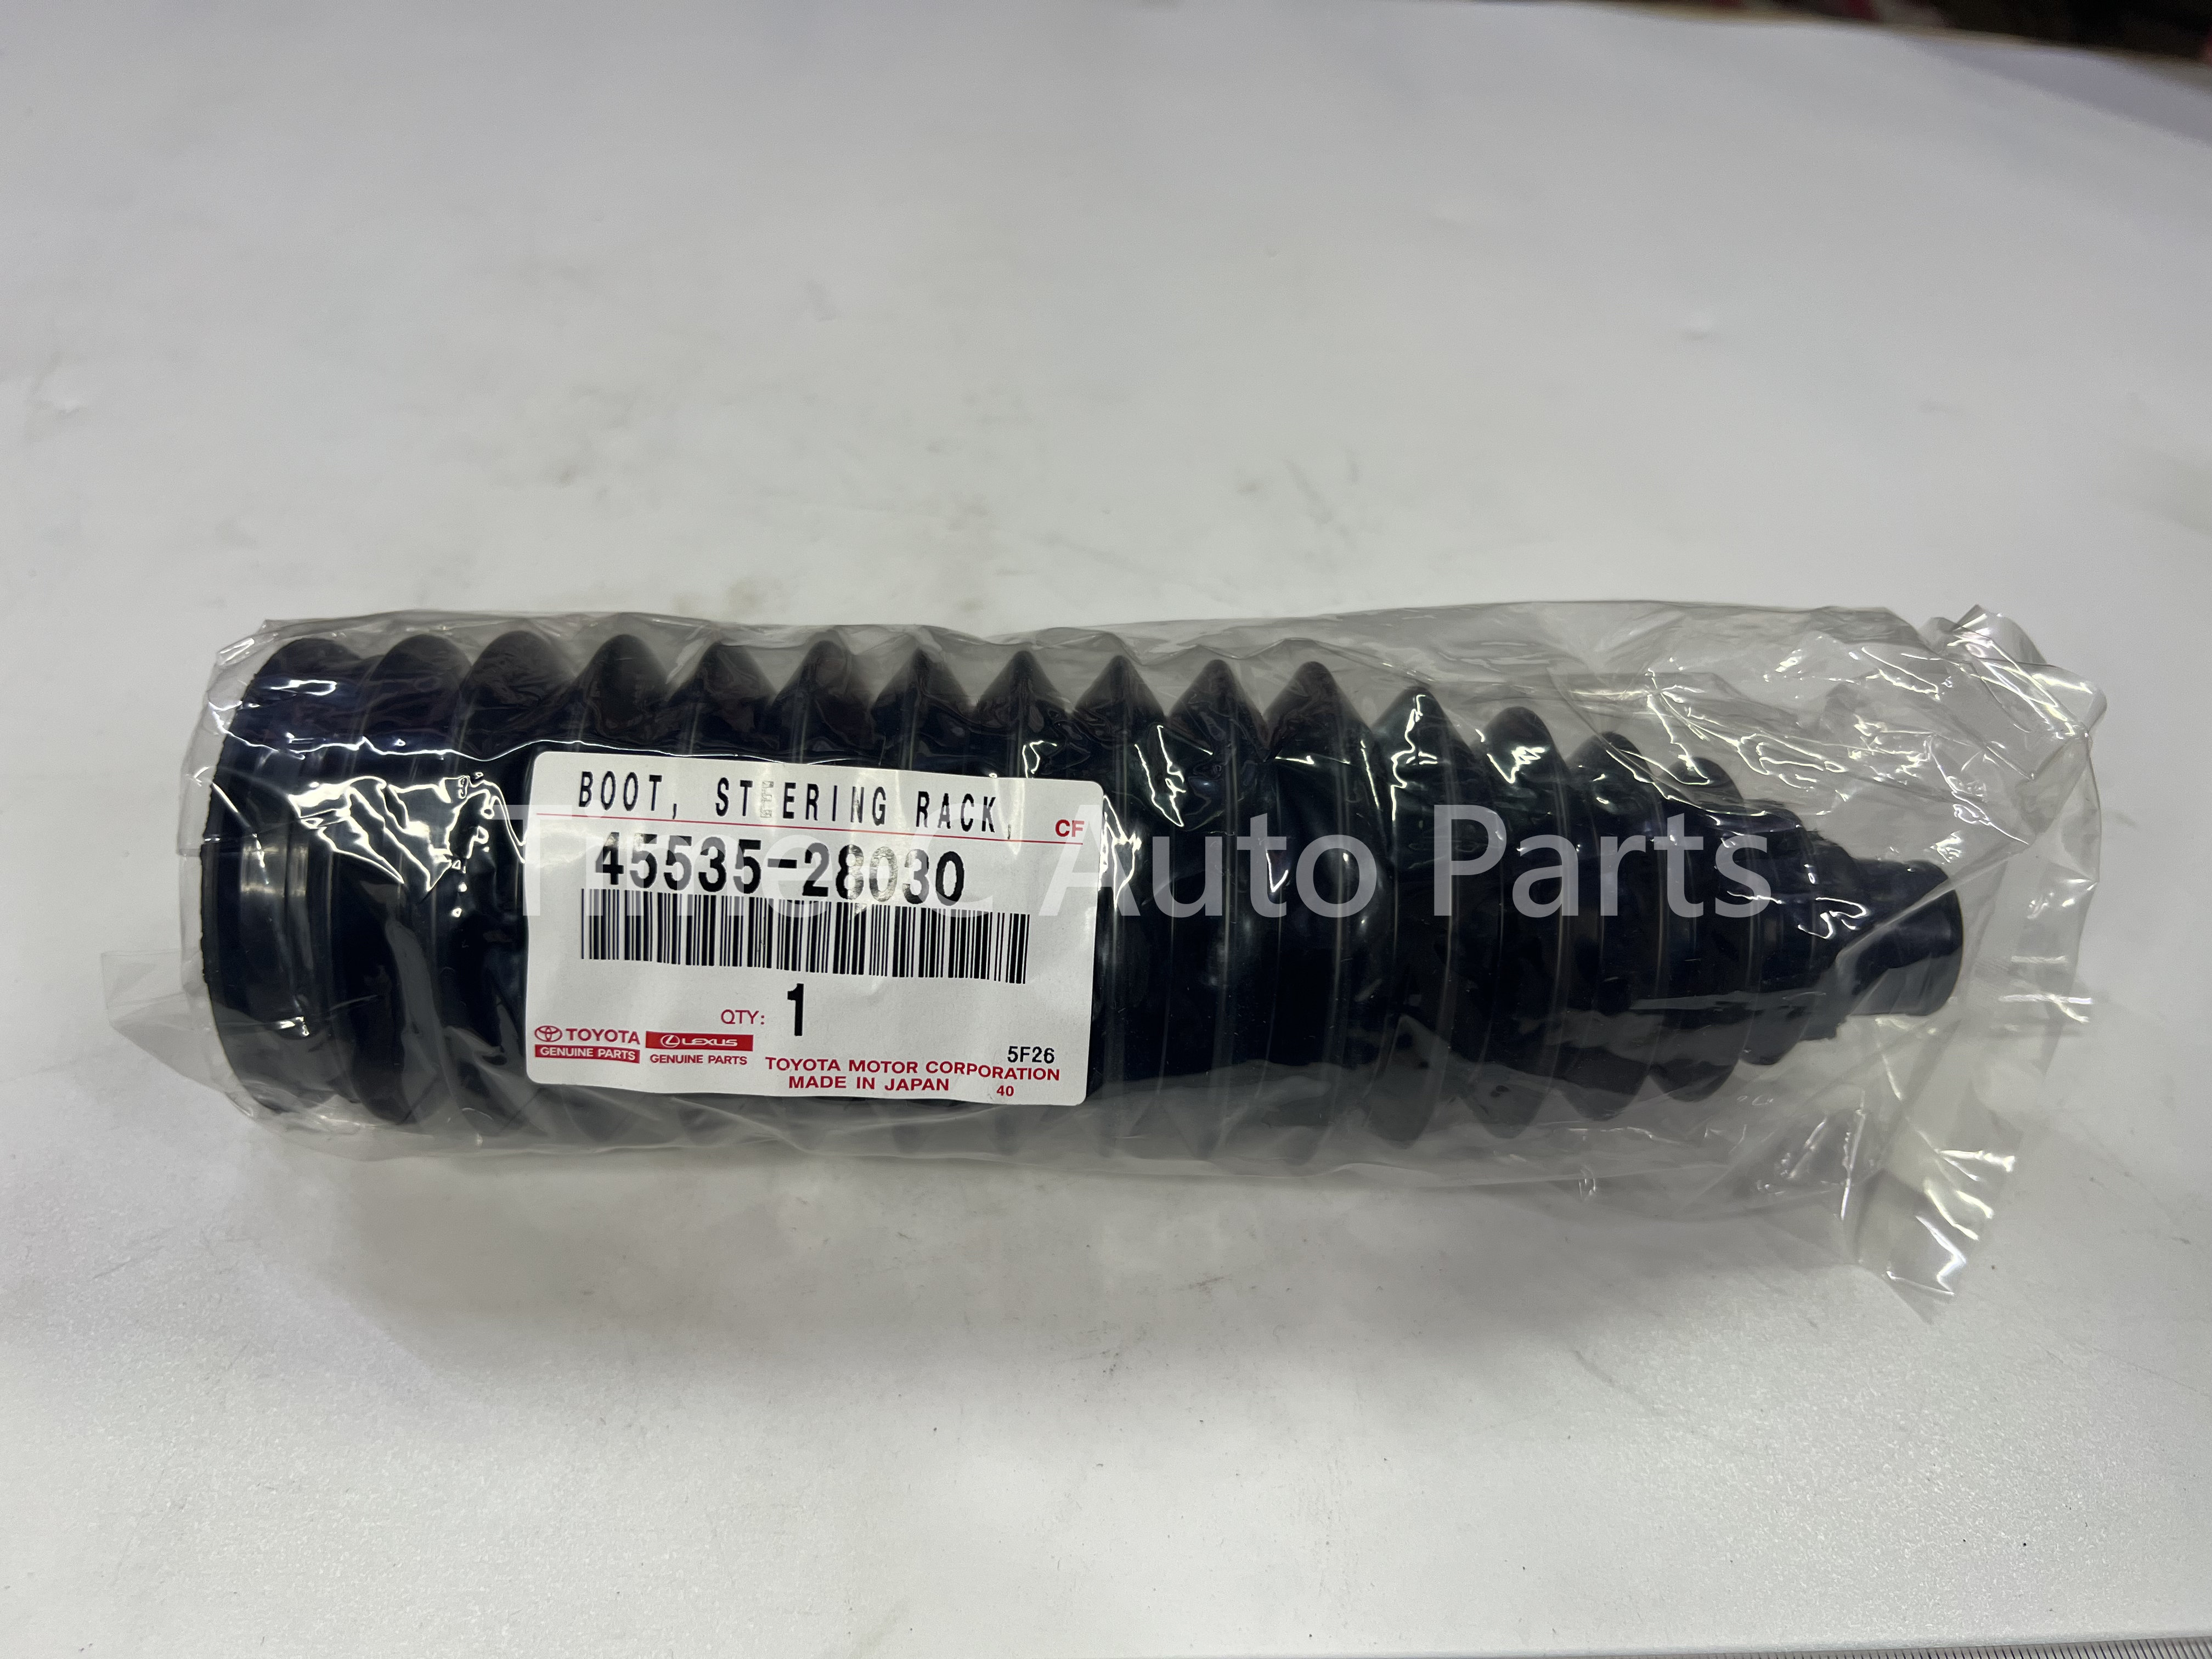 BOOT, STEERING RACK,
CF
45535-28030
Time C Auto Parts
QTY: 1
TOYOTA
GENUINE PARTS
LEXUS
GENUINE PARTS
5F26
TOYOTA MOTOR CORPORATION
MADE IN JAPAN
40